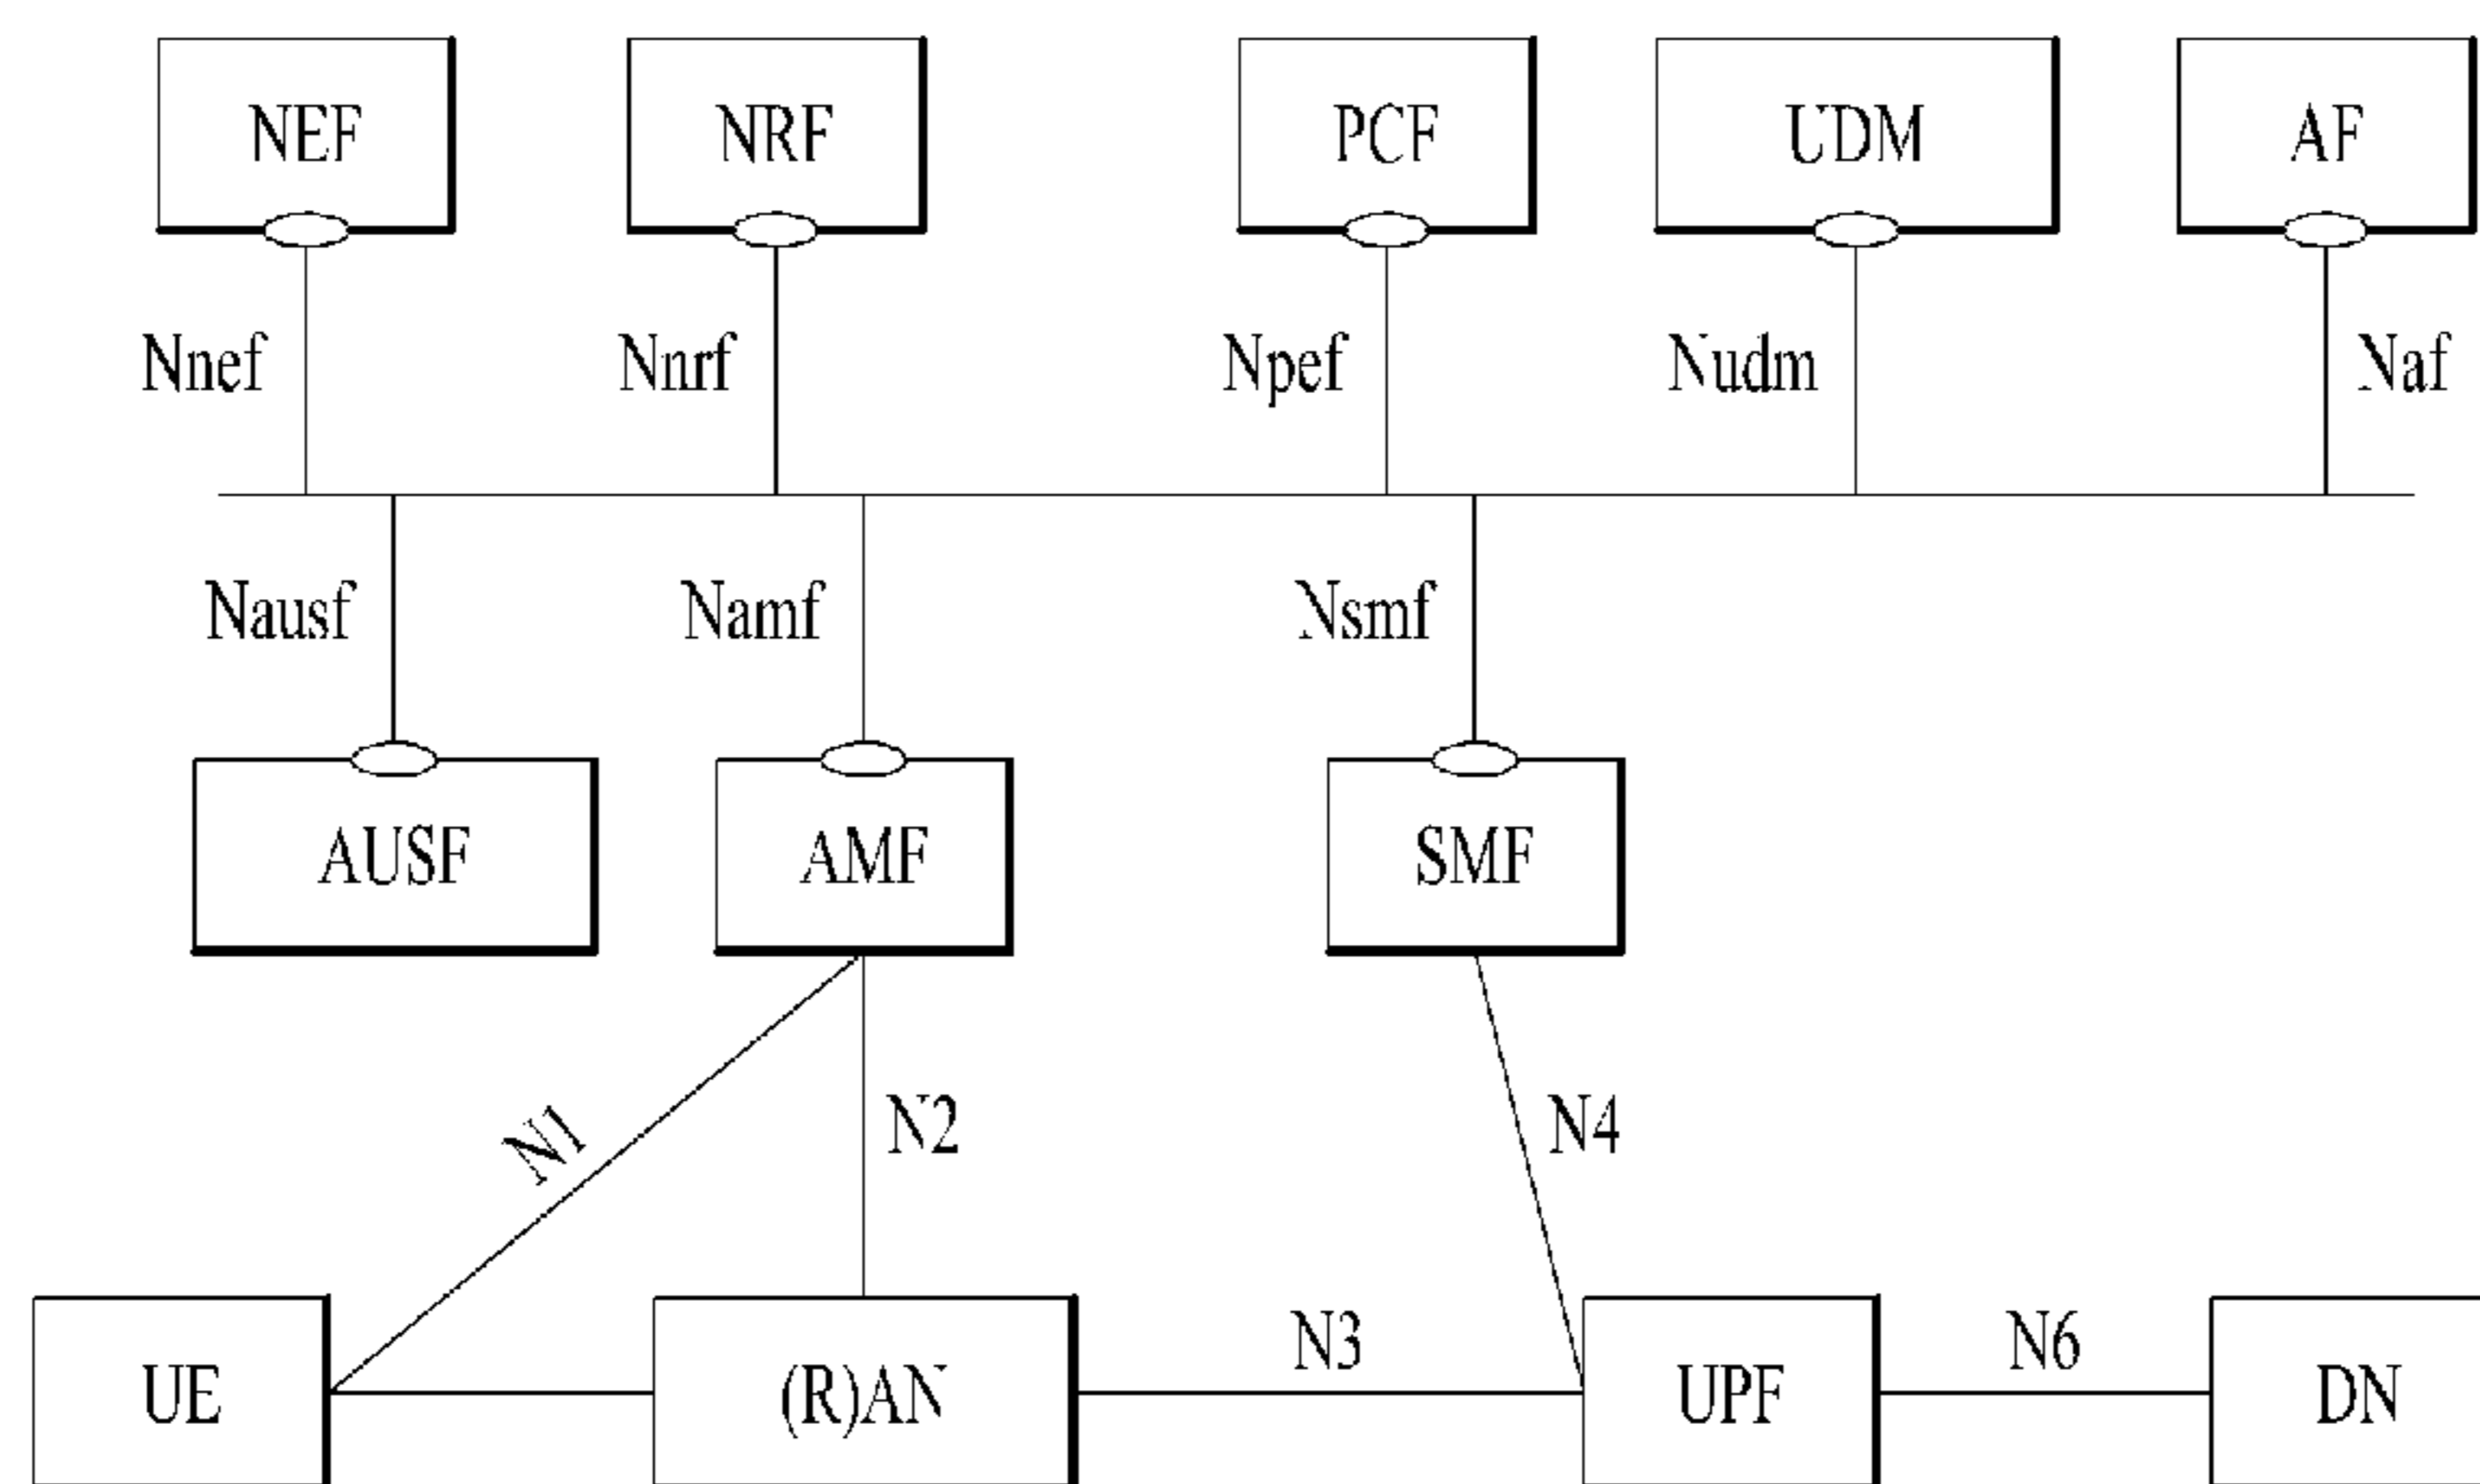 NEF NRF PCF UDM AF
Nnef Nnrf Npef Nudm Naf
Nausf Namf Nsmf
AUSF AMF SMF
N1 N2 N4
N3 N6
UE (R)AN UPF DN